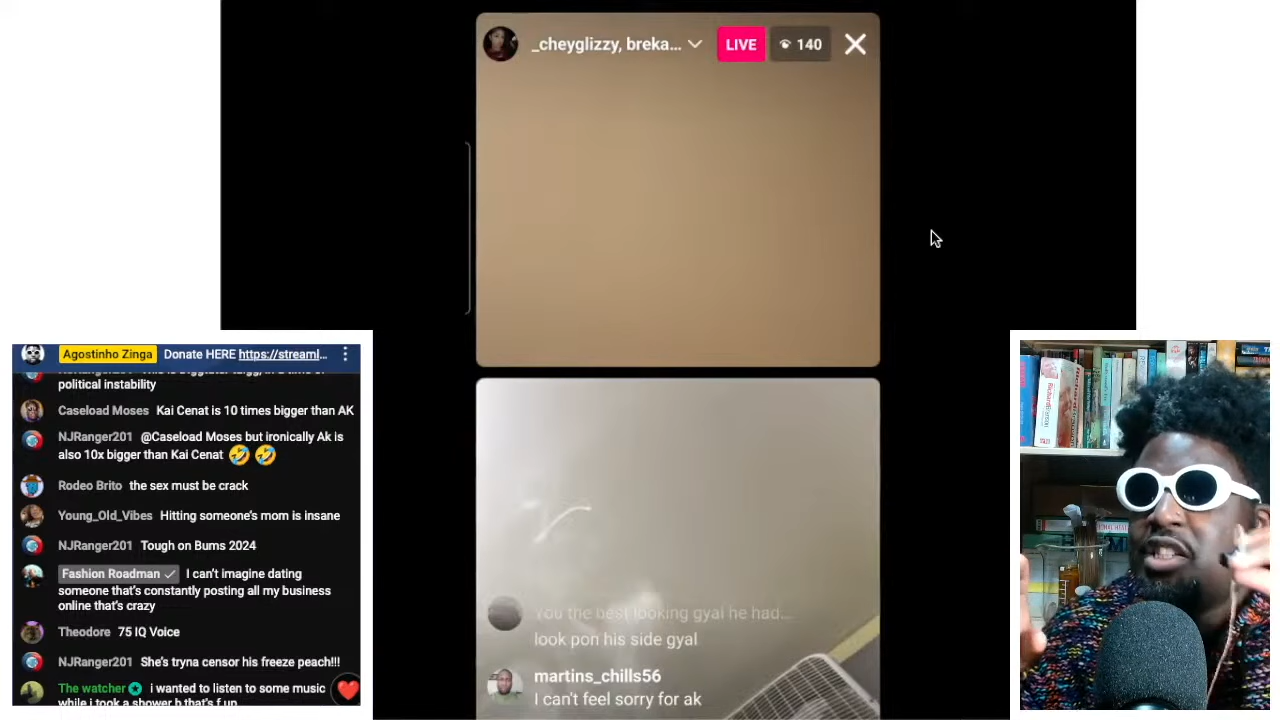 _cheyglizzy, breka...
LIVE
140
Agostinho Zinga Donate HERE https://streaml...
political instability
Caseload Moses Kai Cenat is 10 times bigger than AK
NJRanger201 @Caseload Moses but ironically Ak is
also 10x bigger than Kai Cenat 🤣 🤣
Rodeo Brito the sex must be crack
Young_Old_Vibes Hitting someone's mom is insane
NJRanger201 Tough on Bums 2024
Fashion Roadman I can't imagine dating
someone that's constantly posting all my business
online that's crazy
Theodore 75 IQ Voice
NJRanger201 She's tryna censor his freeze peach!!!
The watcher i wanted to listen to some music
while i took a shower b that's f up
You the best looking gyal he had...
look pon his side gyal
martins_chills56
I can't feel sorry for ak